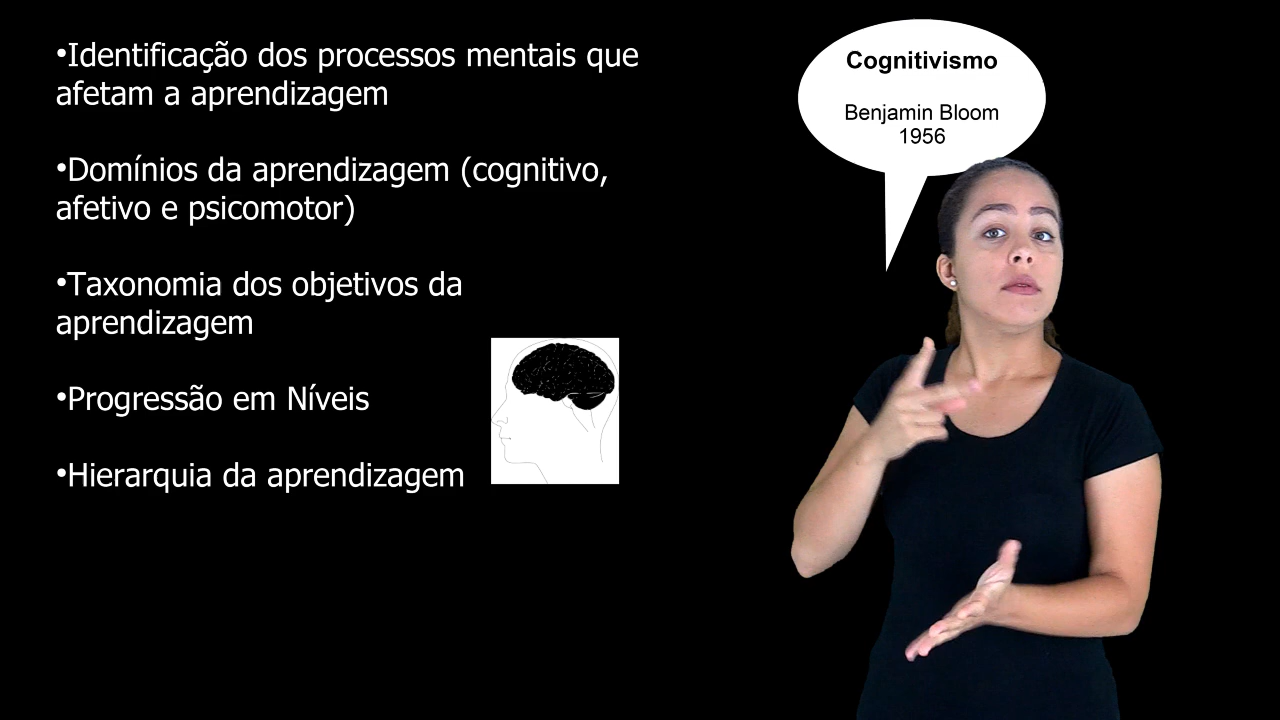 •Identificação dos processos mentais que
afetam a aprendizagem
•Domínios da aprendizagem (cognitivo,
afetivo e psicomotor)
•Taxonomia dos objetivos da
aprendizagem
•Progressão em Níveis
•Hierarquia da aprendizagem
Cognitivismo
Benjamin Bloom
1956